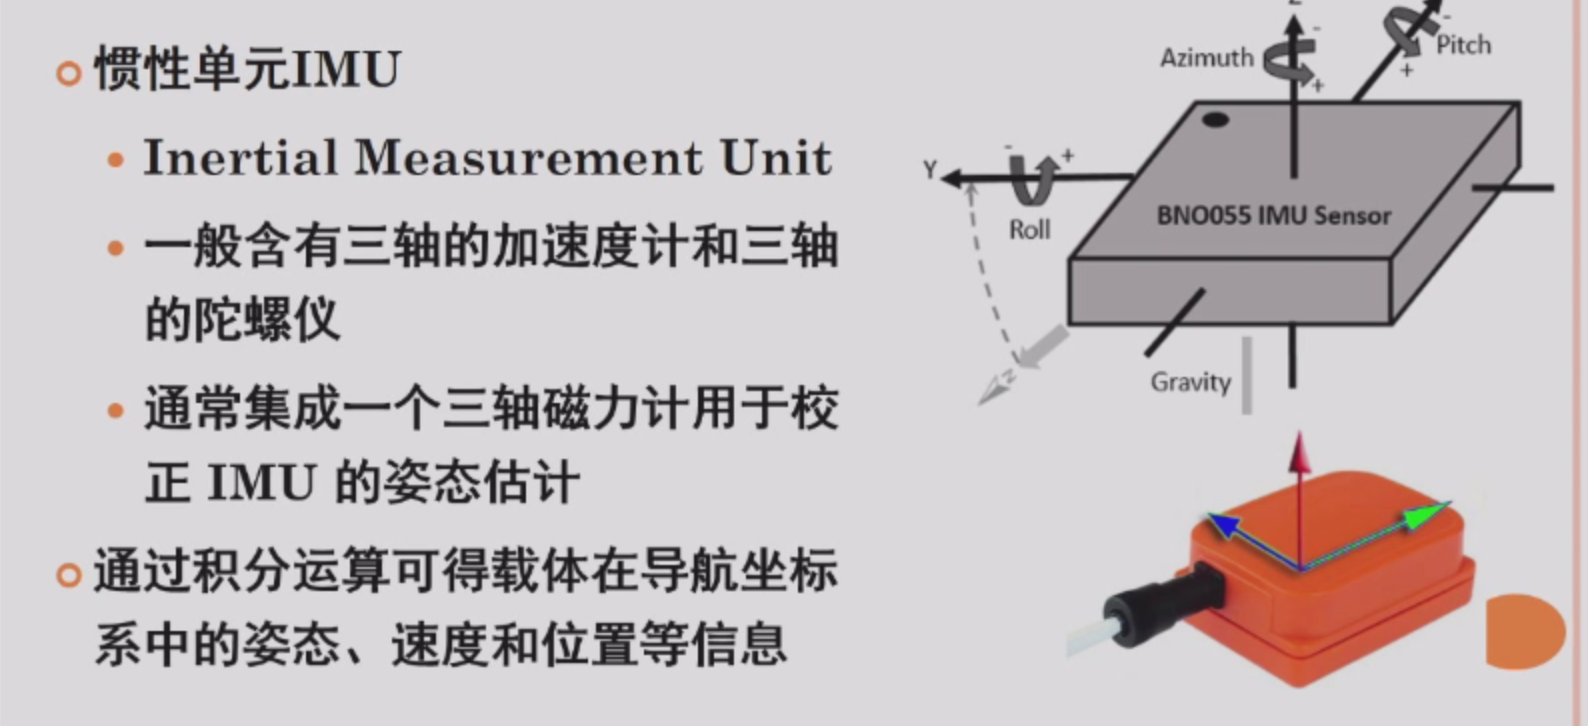 惯性单元IMU
Inertial Measurement Unit
一般含有三轴的加速度计和三轴
的陀螺仪
通常集成一个三轴磁力计用于校
正 IMU 的姿态估计
通过积分运算可得载体在导航坐标
系中的姿态、速度和位置等信息
Azimuth
-
+
-
Pitch
+
Y
-
+
Roll
BNO055 IMU Sensor
Gravity